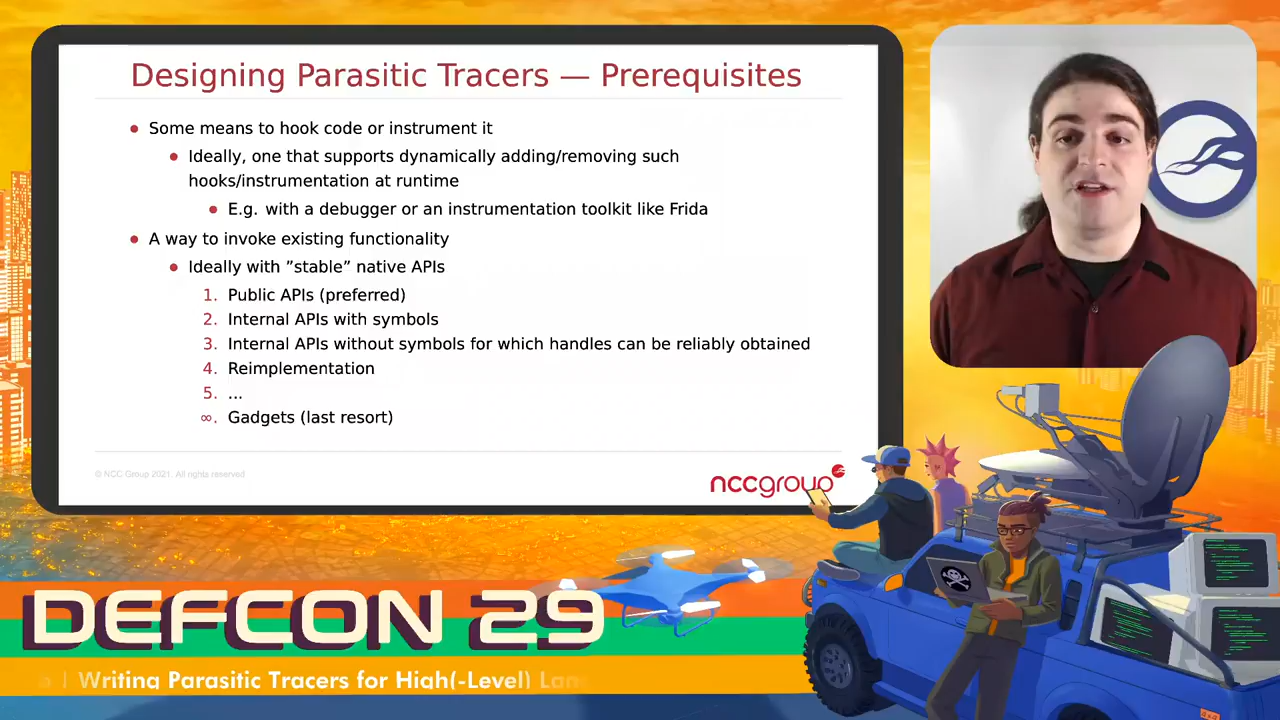 Designing Parasitic Tracers — Prerequisites
● Some means to hook code or instrument it
● Ideally, one that supports dynamically adding/removing such
hooks/instrumentation at runtime
● E.g. with a debugger or an instrumentation toolkit like Frida
● A way to invoke existing functionality
● Ideally with ”stable” native APIs
1. Public APIs (preferred)
2. Internal APIs with symbols
3. Internal APIs without symbols for which handles can be reliably obtained
4. Reimplementation
5. ...
∞. Gadgets (last resort)
© NCC Group 2021. All rights reserved
nccgroup
DEFCON 29
| Writing Parasitic Tracers for High(-Level) Lan